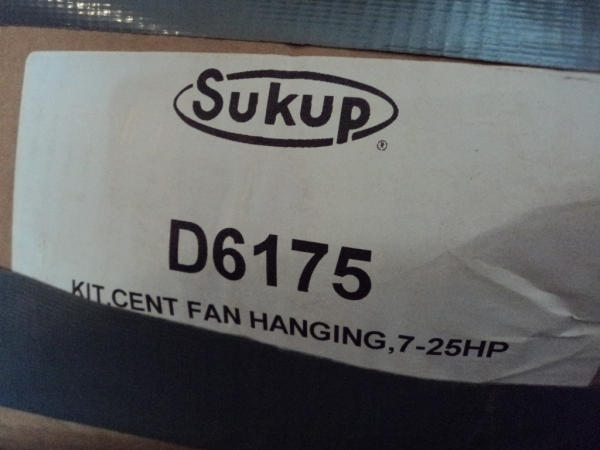 Sukup®
D6175
KIT,CENT FAN HANGING,7-25HP